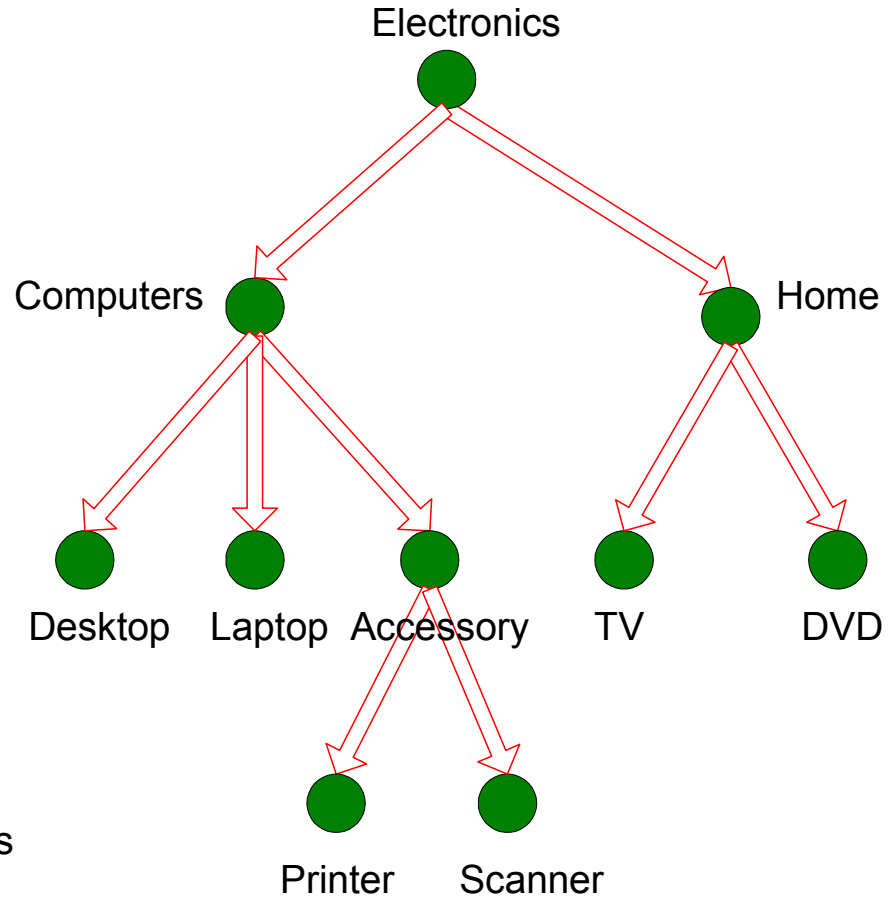 Electronics
Computers
Home
Desktop
Laptop
Accessory
TV
DVD
s
Printer
Scanner